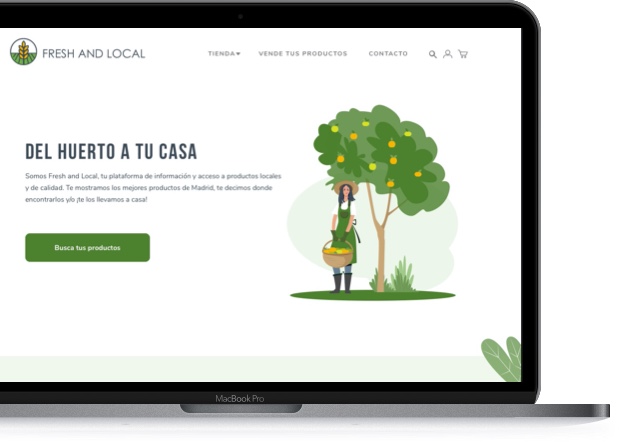 FRESH AND LOCAL
TIENDA VENDE TUS PRODUCTOS CONTACTO
DEL HUERTO A TU CASA
Somos Fresh and Local, tu plataforma de información y acceso a productos locales
y de calidad. Te mostramos los mejores productos de Madrid, te decimos donde
encontrarlos y/o ¡te los llevamos a casa!
Busca tus productos
MacBook Pro